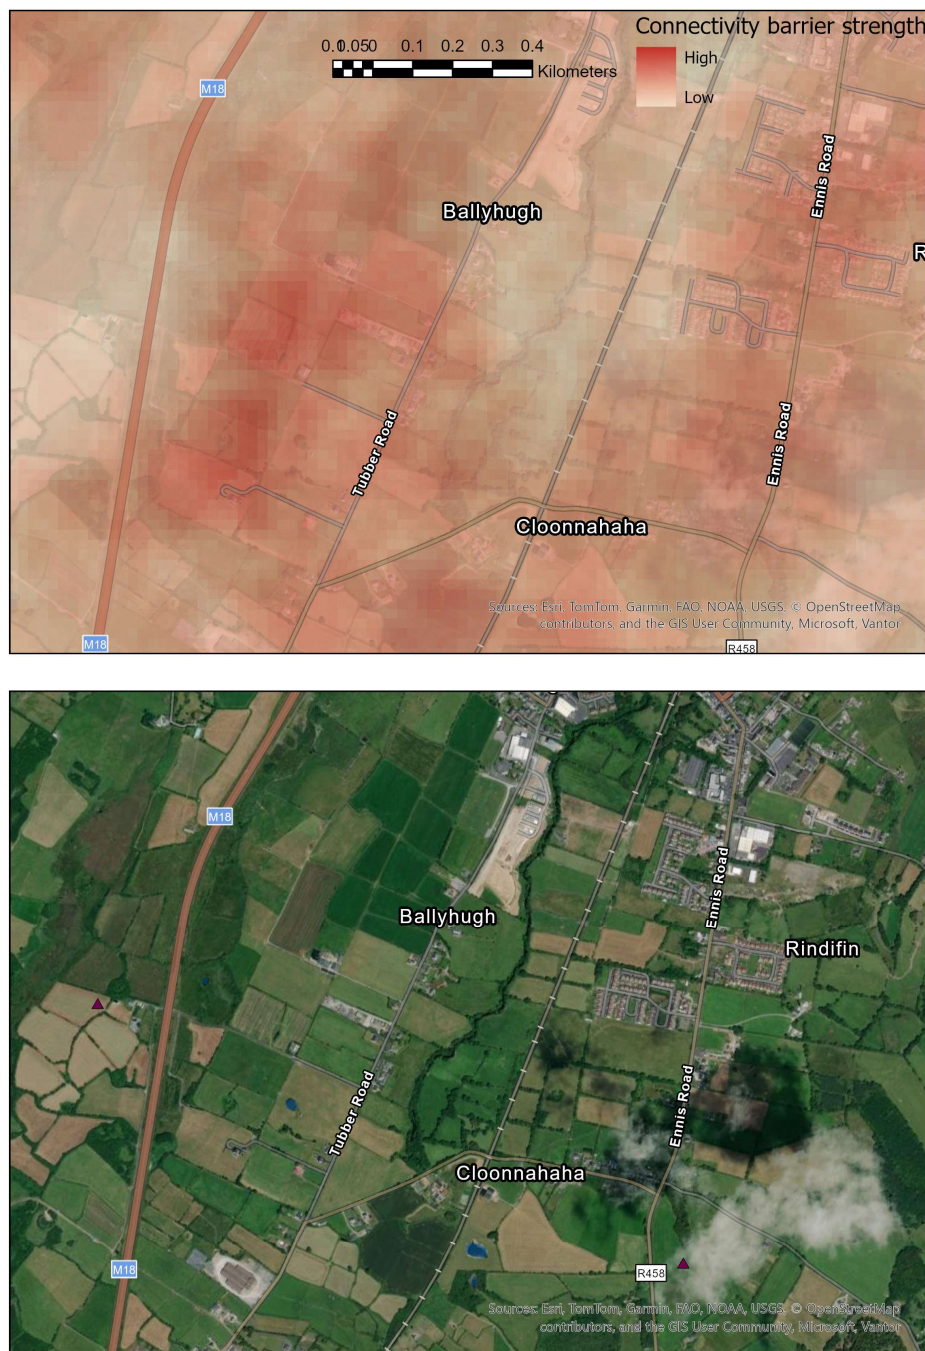 Connectivity barrier strength
High
Low
0.1 0.05 0 0.1 0.2 0.3 0.4
Kilometers
M18
Ennis Road
Ballyhugh
R
Tubber Road
Ennis Road
Cloonnahaha
Sources: Esri, TomTom, Garmin, FAO, NOAA, USGS, © OpenStreetMap
contributors, and the GIS User Community, Microsoft, Vantor
M18
R458
M18
Ennis Road
Ballyhugh
Rindifin
Tubber Road
Ennis Road
Cloonnahaha
M18
R458
Sources: Esri, TomTom, Garmin, FAO, NOAA, USGS, © OpenStreetMap
contributors, and the GIS User Community, Microsoft, Vantor